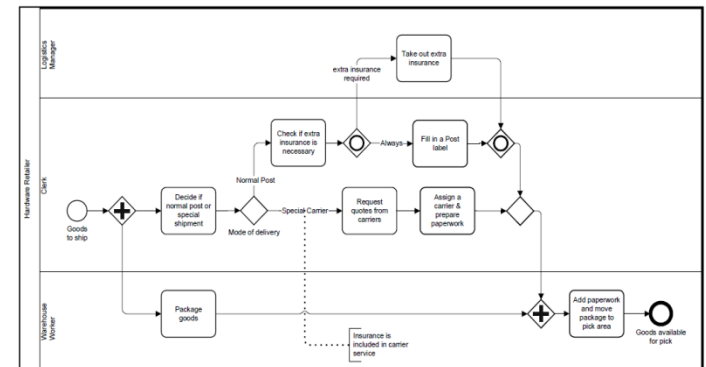 Hardware Retailer
Logistics
Manager
Take out extra
insurance
extra insurance
required
Clerk
Check if extra
insurance is
necessary
Always
Fill in a Post
label
Normal Post
Goods
to ship
Decide if
normal post or
special
shipment
Mode of delivery
Special Carrier
Request
quotes from
carriers
Assign a
carrier &
prepare
paperwork
Warehouse
Worker
Package
goods
Insurance is
included in carrier
service
Add paperwork
and move
package to
pick area
Goods available
for pick